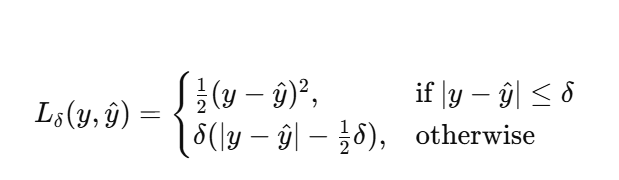 L_δ(y, ŷ) = { ½(y − ŷ)², if |y − ŷ| ≤ δ
δ(|y − ŷ| − ½δ), otherwise